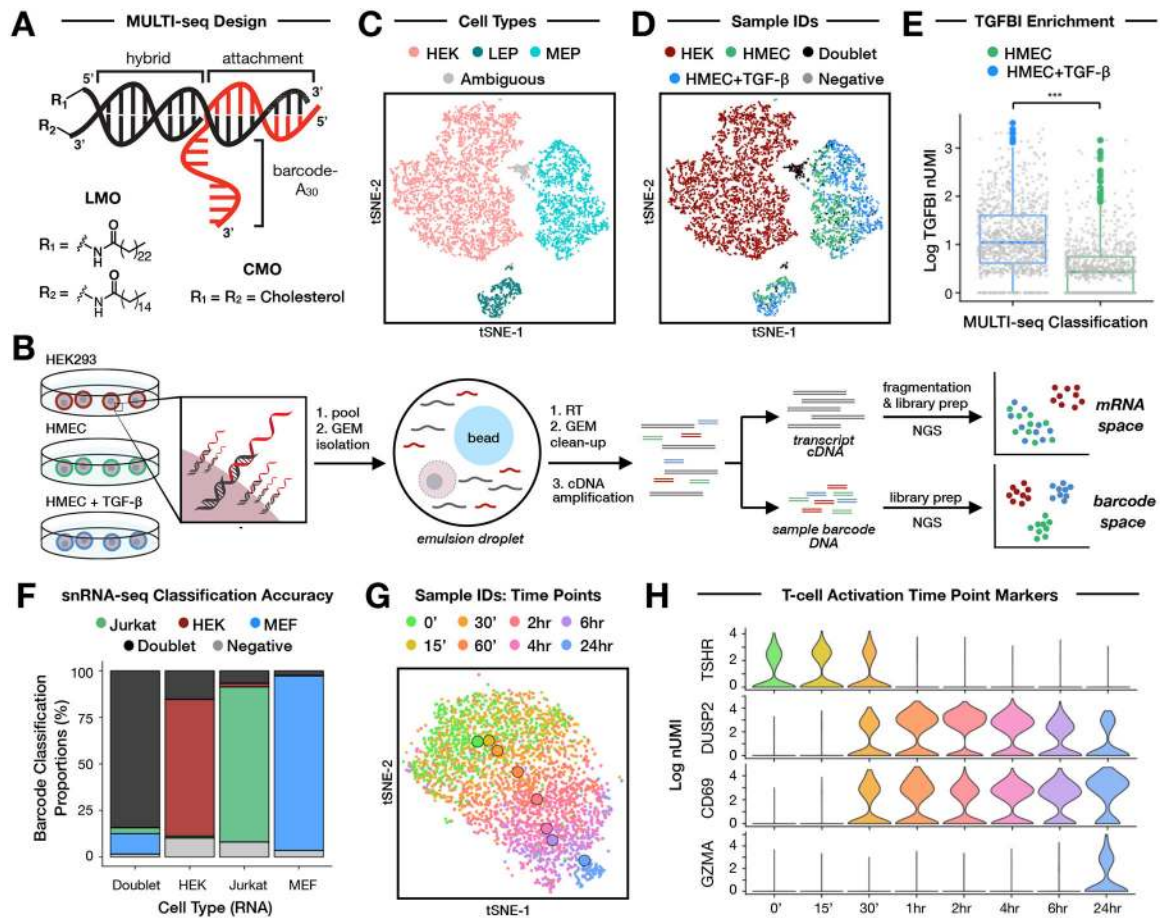 A MULTI-seq Design
hybrid attachment
5' 3'
R1 R2
3' 5'
barcode-
A30
3'
LMO
R1 = N H O 22
R2 = N H O 14
CMO
R1 = R2 = Cholesterol
C Cell Types
HEK LEP MEP
Ambiguous
tSNE-2
tSNE-1
D Sample IDs
HEK HMEC Doublet
HMEC+TGF-β Negative
tSNE-2
tSNE-1
E TGFBI Enrichment
HMEC
HMEC+TGF-β
***
Log TGFBI nUMI
3
2
1
0
MULTI-seq Classification
B
HEK293
HMEC
HMEC + TGF-β
1. pool
2. GEM
isolation
bead
emulsion droplet
1. RT
2. GEM
clean-up
3. cDNA
amplification
transcript
cDNA
sample barcode
DNA
fragmentation
& library prep
NGS
library prep
NGS
mRNA
space
barcode
space
F snRNA-seq Classification Accuracy
Jurkat HEK MEF
Doublet Negative
Barcode Classification
Proportions (%)
100
75
50
25
0
Doublet HEK Jurkat MEF
Cell Type (RNA)
G Sample IDs: Time Points
0' 30' 2hr 6hr
15' 60' 4hr 24hr
tSNE-2
tSNE-1
H T-cell Activation Time Point Markers
Log nUMI
TSHR 4 2 0
DUSP2 4 2 0
CD69 4 2 0
GZMA 4 2 0
0' 15' 30' 1hr 2hr 4hr 6hr 24hr